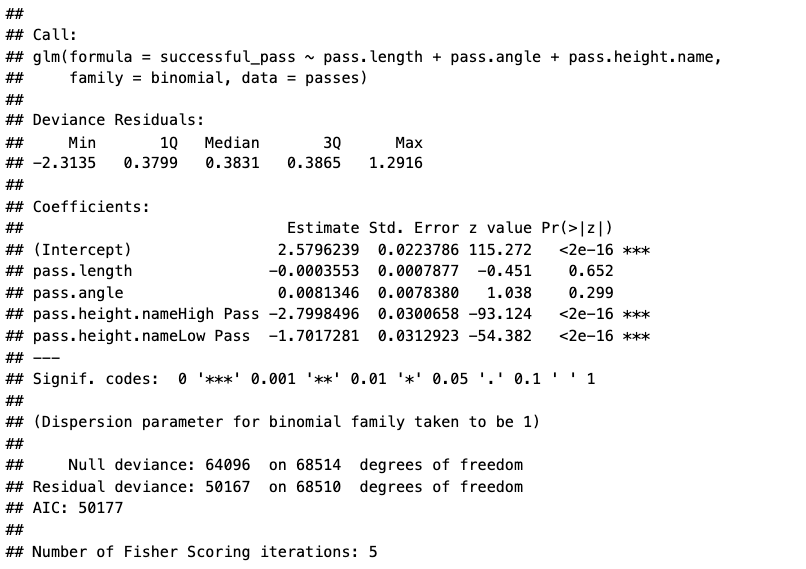 ##
## Call:
## glm(formula = successful_pass ~ pass.length + pass.angle + pass.height.name,
##     family = binomial, data = passes)
##
## Deviance Residuals:
##     Min       1Q   Median       3Q      Max
## -2.3135   0.3799   0.3831   0.3865   1.2916
##
## Coefficients:
##                              Estimate Std. Error z value Pr(>|z|)
## (Intercept)                 2.5796239  0.0223786 115.272   <2e-16 ***
## pass.length                -0.0003553  0.0007877  -0.451    0.652
## pass.angle                  0.0081346  0.0078380   1.038    0.299
## pass.height.nameHigh Pass -2.7998496  0.0300658 -93.124   <2e-16 ***
## pass.height.nameLow Pass  -1.7017281  0.0312923 -54.382   <2e-16 ***
## ---
## Signif. codes:  0 '***' 0.001 '**' 0.01 '*' 0.05 '.' 0.1 ' ' 1
##
## (Dispersion parameter for binomial family taken to be 1)
##
##     Null deviance: 64096  on 68514  degrees of freedom
## Residual deviance: 50167  on 68510  degrees of freedom
## AIC: 50177
##
## Number of Fisher Scoring iterations: 5